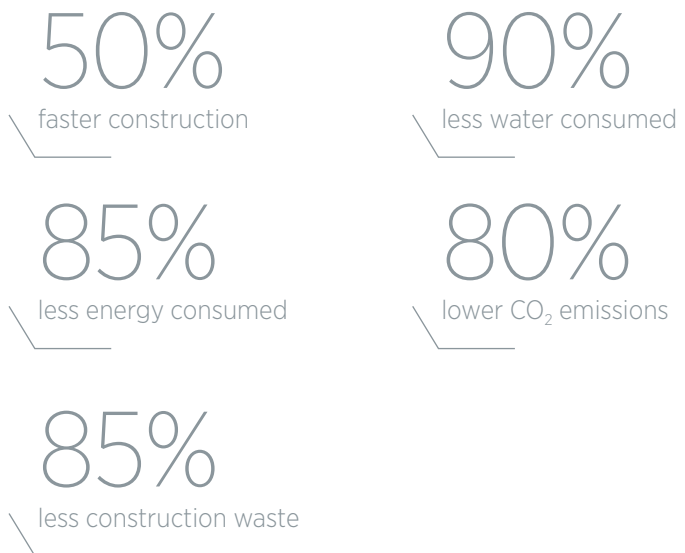 50%
faster construction
90%
less water consumed
85%
less energy consumed
80%
lower CO₂ emissions
85%
less construction waste